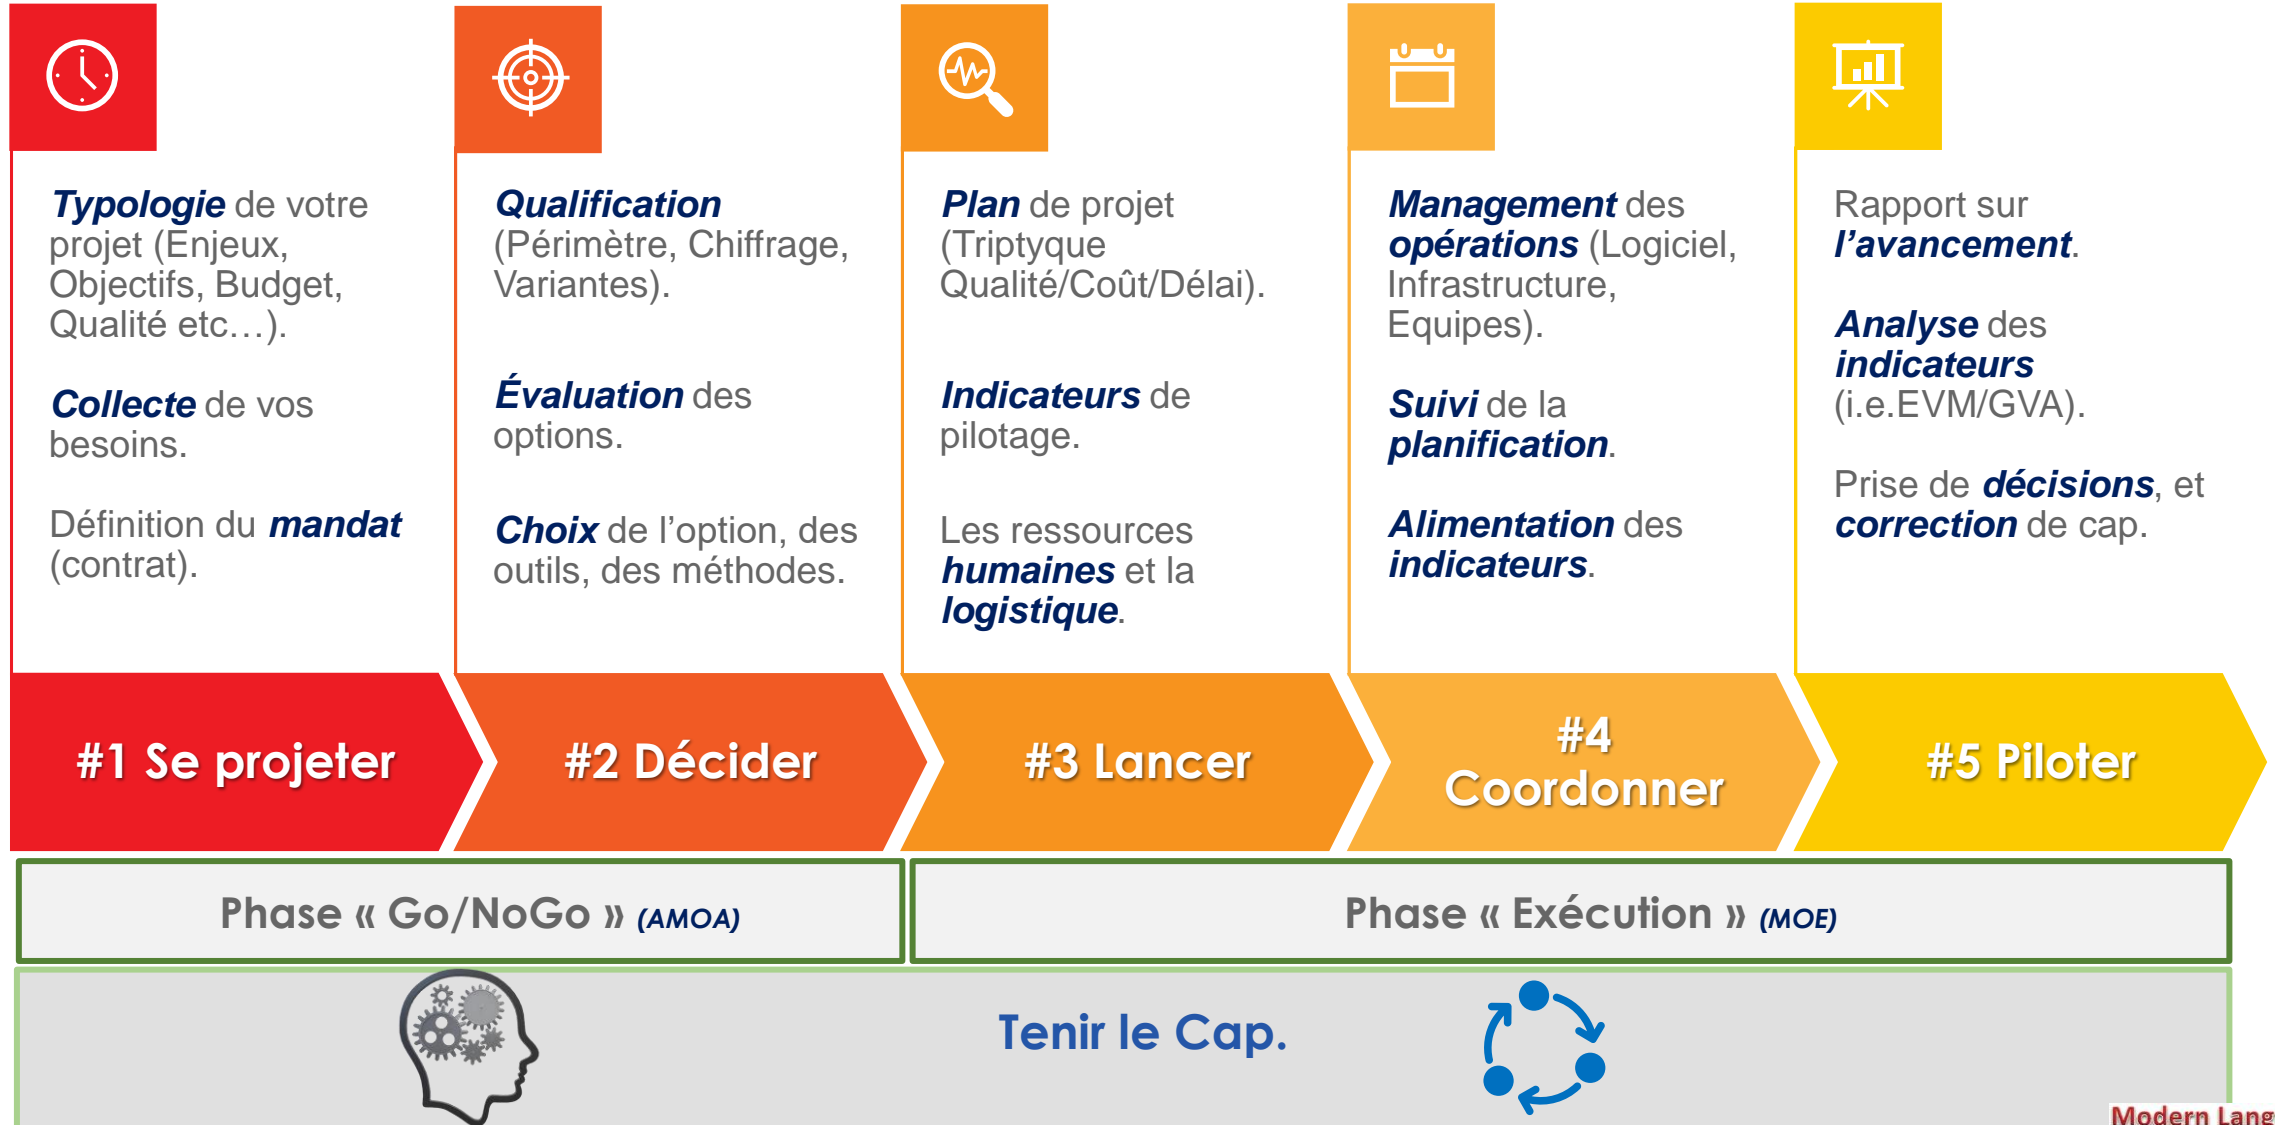 Typologie de votre
projet (Enjeux,
Objectifs, Budget,
Qualité etc…).
Collecte de vos
besoins.
Définition du mandat
(contrat).
Qualification
(Périmètre, Chiffrage,
Variantes).
Évaluation des
options.
Choix de l’option, des
outils, des méthodes.
Plan de projet
(Triptyque
Qualité/Coût/Délai).
Indicateurs de
pilotage.
Les ressources
humaines et la
logistique.
Management des
opérations (Logiciel,
Infrastructure,
Equipes).
Suivi de la
planification.
Alimentation des
indicateurs.
Rapport sur
l’avancement.
Analyse des
indicateurs
(i.e.EVM/GVA).
Prise de décisions, et
correction de cap.
#1 Se projeter
#2 Décider
#3 Lancer
#4
Coordonner
#5 Piloter
Phase « Go/NoGo » (AMOA)
Phase « Exécution » (MOE)
Tenir le Cap.
Modern Lang